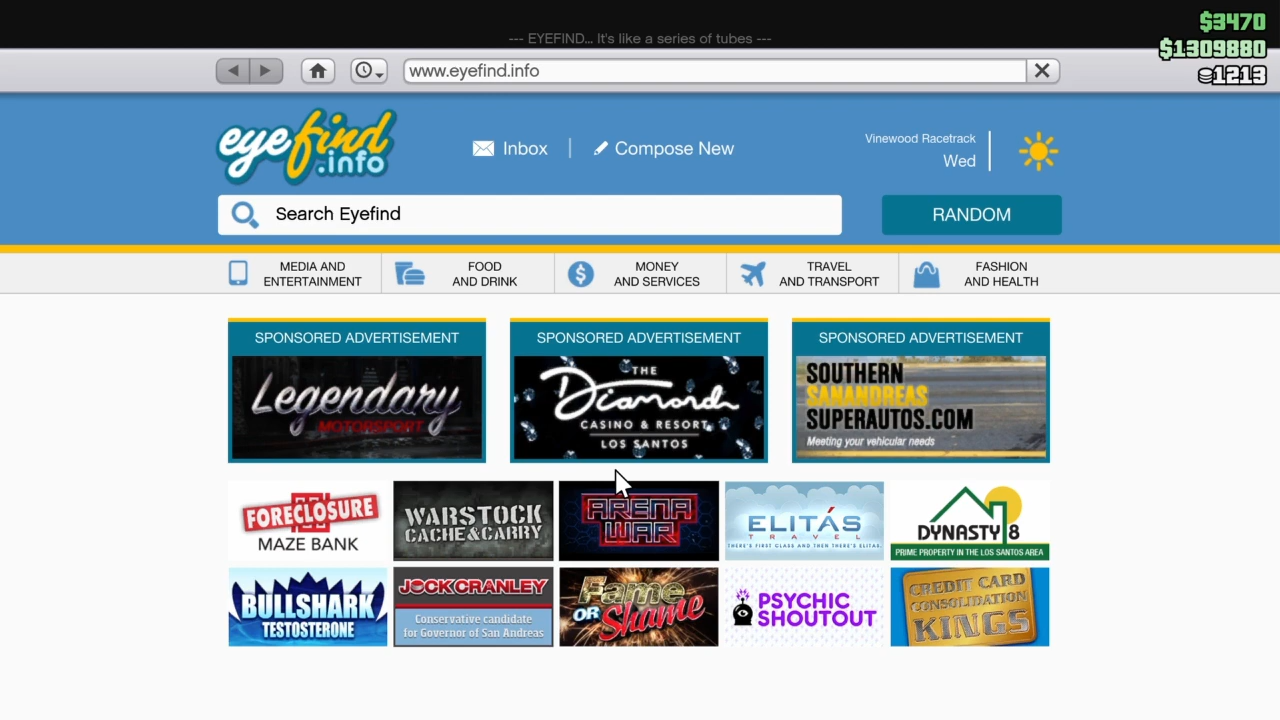 $3470
--- EYEFIND... It's like a series of tubes ---
$1309880
www.eyefind.info
1213
eyefind
.info
Inbox
Compose New
Vinewood Racetrack
Wed
Search Eyefind
RANDOM
MEDIA AND
ENTERTAINMENT
FOOD
AND DRINK
MONEY
AND SERVICES
TRAVEL
AND TRANSPORT
FASHION
AND HEALTH
SPONSORED ADVERTISEMENT
Legendary
MOTORSPORT
SPONSORED ADVERTISEMENT
THE
Diamond
CASINO & RESORT
LOS SANTOS
SPONSORED ADVERTISEMENT
SOUTHERN
SANANDREAS
SUPERAUTOS.COM
Meeting your vehicular needs
FORECLOSURE
MAZE BANK
WARSTOCK
CACHE&CARRY
ARENA
WAR
ELITÁS
TRAVEL
THERE'S FIRST CLASS AND THEN THERE'S ELITAS.
DYNASTY 8
PRIME PROPERTY IN THE LOS SANTOS AREA
BULLSHARK
TESTOSTERONE
JOCK CRANLEY
Conservative candidate
for Governor of San Andreas
Fame
OR Shame
PSYCHIC
SHOUTOUT
CREDIT CARD
CONSOLIDATION
KINGS